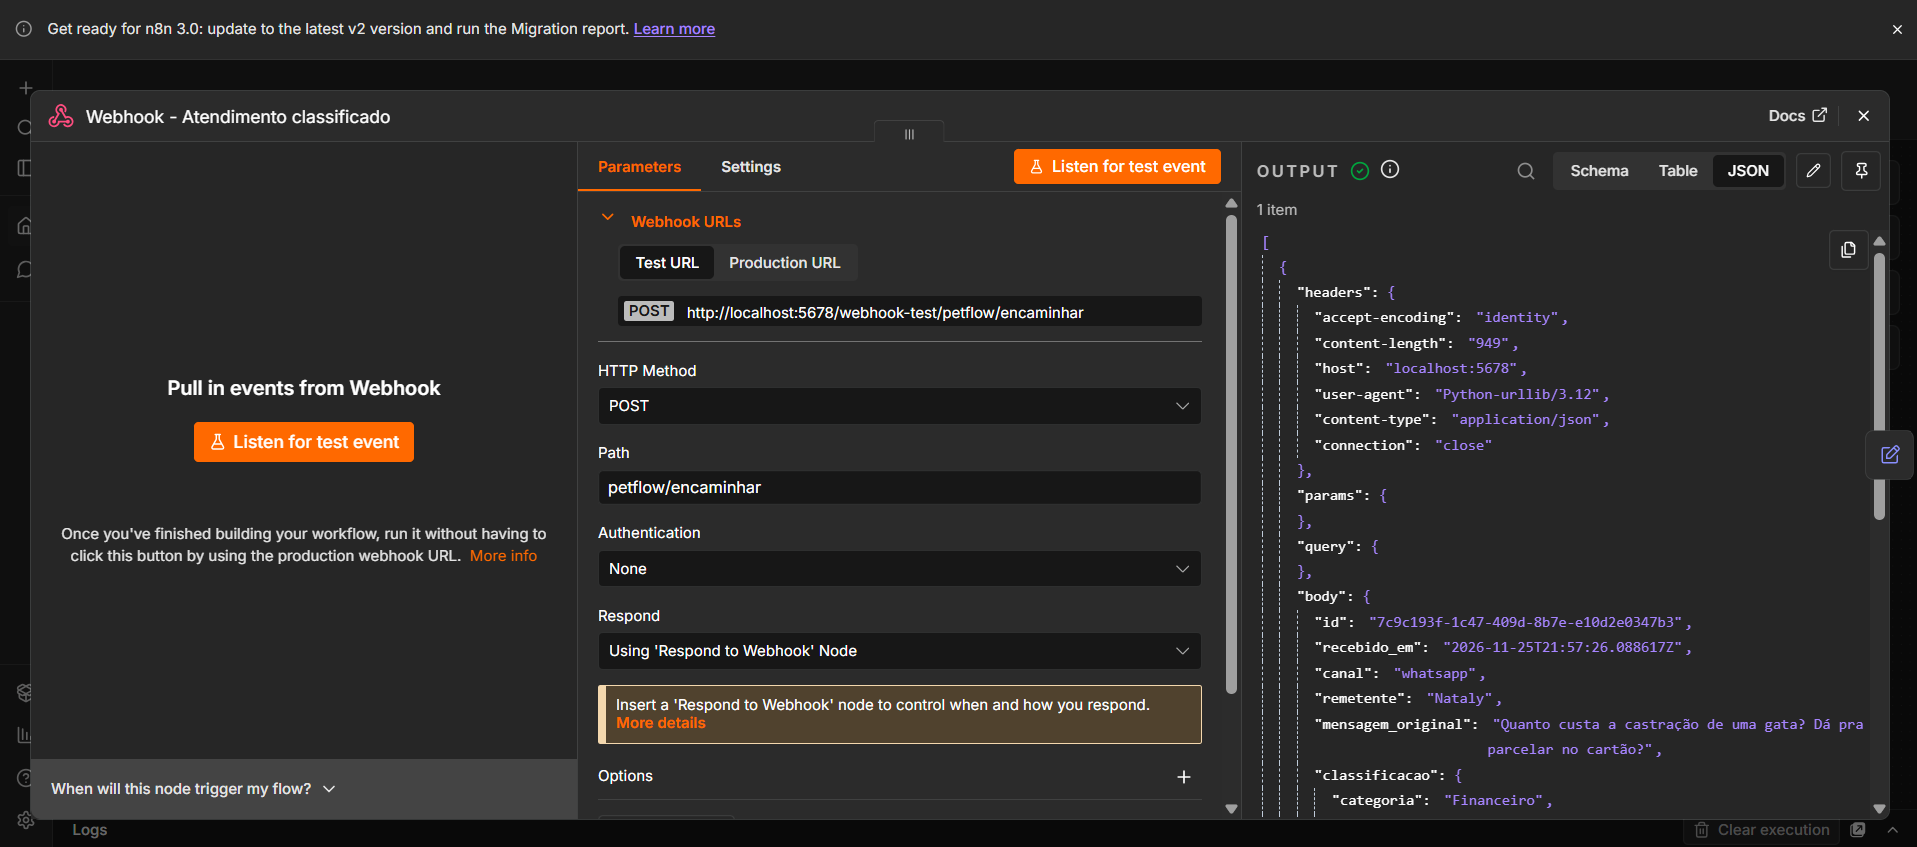 Get ready for n8n 3.0: update to the latest v2 version and run the Migration report. Learn more
Webhook - Atendimento classificado
Docs
Pull in events from Webhook
Listen for test event
Once you've finished building your workflow, run it without having to
click this button by using the production webhook URL. More info
When will this node trigger my flow?
Parameters
Settings
Listen for test event
Webhook URLs
Test URL
Production URL
POST http://localhost:5678/webhook-test/petflow/encaminhar
HTTP Method
POST
Path
petflow/encaminhar
Authentication
None
Respond
Using 'Respond to Webhook' Node
Insert a 'Respond to Webhook' node to control when and how you respond.
More details
Options
OUTPUT
Schema
Table
JSON
1 item
[
{
"headers": {
"accept-encoding": "identity",
"content-length": "949",
"host": "localhost:5678",
"user-agent": "Python-urllib/3.12",
"content-type": "application/json",
"connection": "close"
},
"params": {
},
"query": {
},
"body": {
"id": "7c9c193f-1c47-409d-8b7e-e10d2e0347b3",
"recebido_em": "2026-11-25T21:57:26.088617Z",
"canal": "whatsapp",
"remetente": "Nataly",
"mensagem_original": "Quanto custa a castração de uma gata? Dá pra
parcelar no cartão?",
"classificacao": {
"categoria": "Financeiro",
Logs
Clear execution